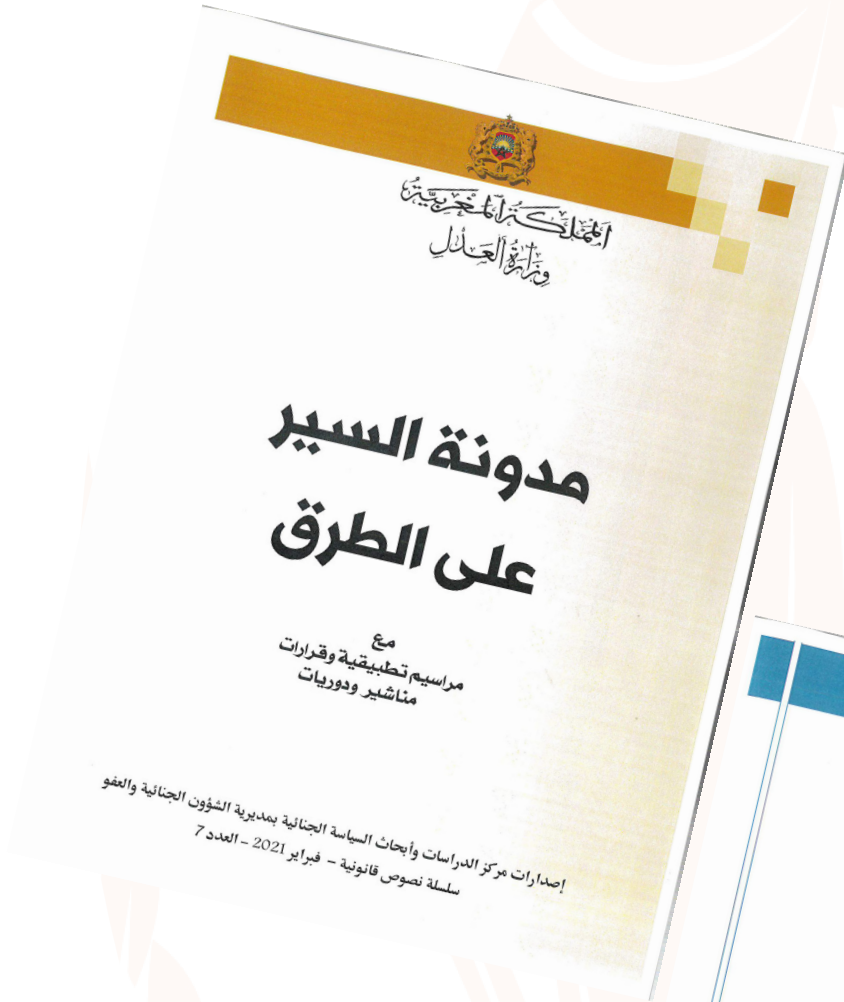 المملكة المغربية
وزارة العدل
مدونة السير
على الطرق
مع
مراسيم تطبيقية وقرارات
مناشير ودوريات
إصدارات مركز الدراسات وأبحاث السياسة الجنائية بمديرية الشؤون الجنائية والعفو
سلسلة نصوص قانونية – فبراير 2021 – العدد 7